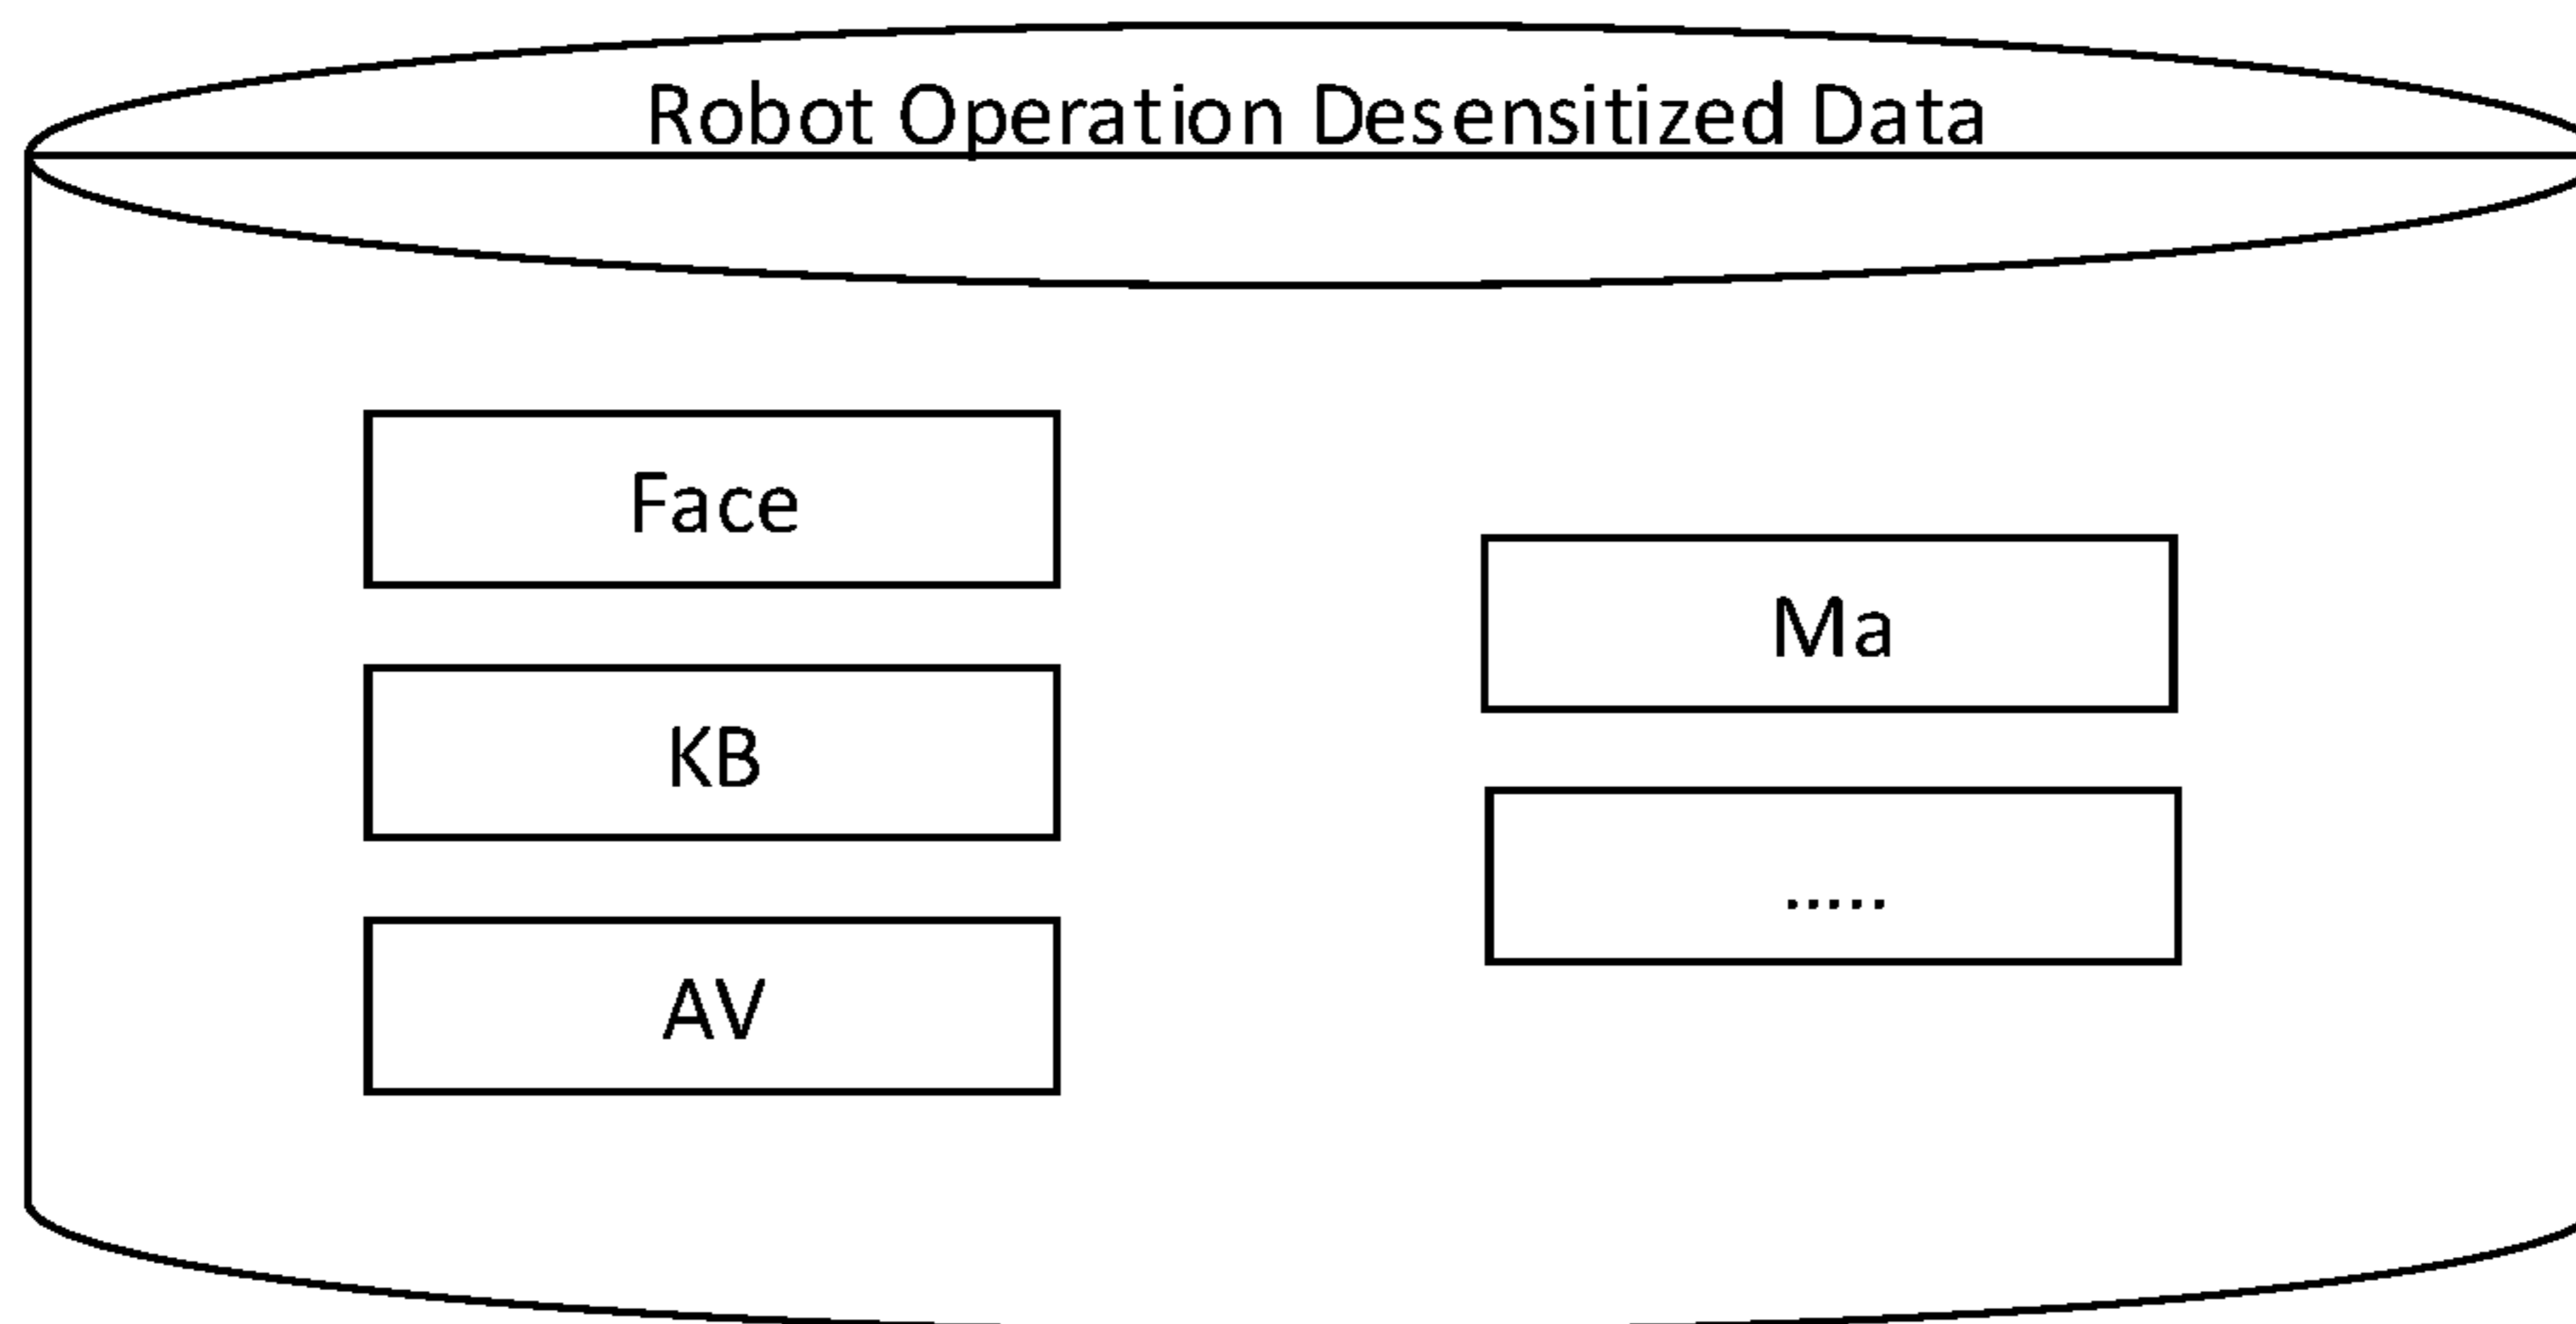 Robot Operation Desensitized Data
Face
KB
AV
Ma
.....